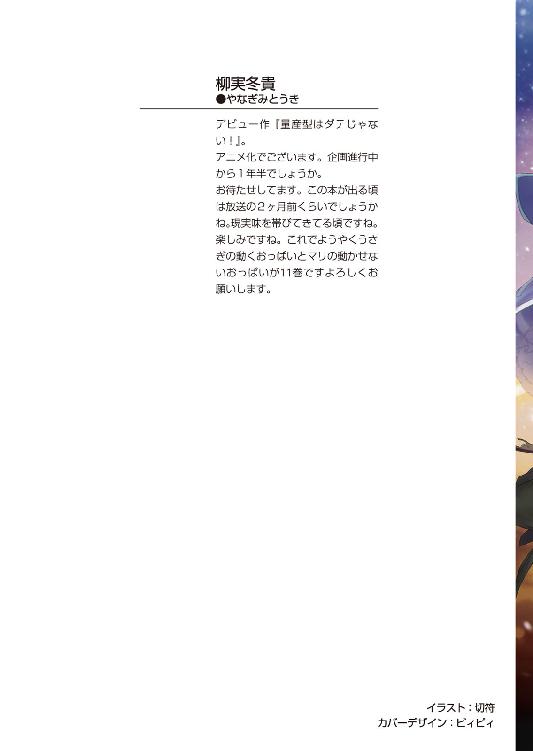 柳実冬貴
●やなぎみとうき
デビュー作『量産型はダテじゃな
い！』。
アニメ化でございます。企画進行中
から１年半でしょうか。
お待たせしてます。この本が出る頃
は放送の２ヶ月前くらいでしょうか
ね。現実味を帯びてきてる頃ですね。
楽しみですね。これでようやくうさ
ぎの動くおっぱいとマリの動かせな
いおっぱいが11巻ですよろしくお
願いします。
イラスト：切符
カバーデザイン：ビィピィ